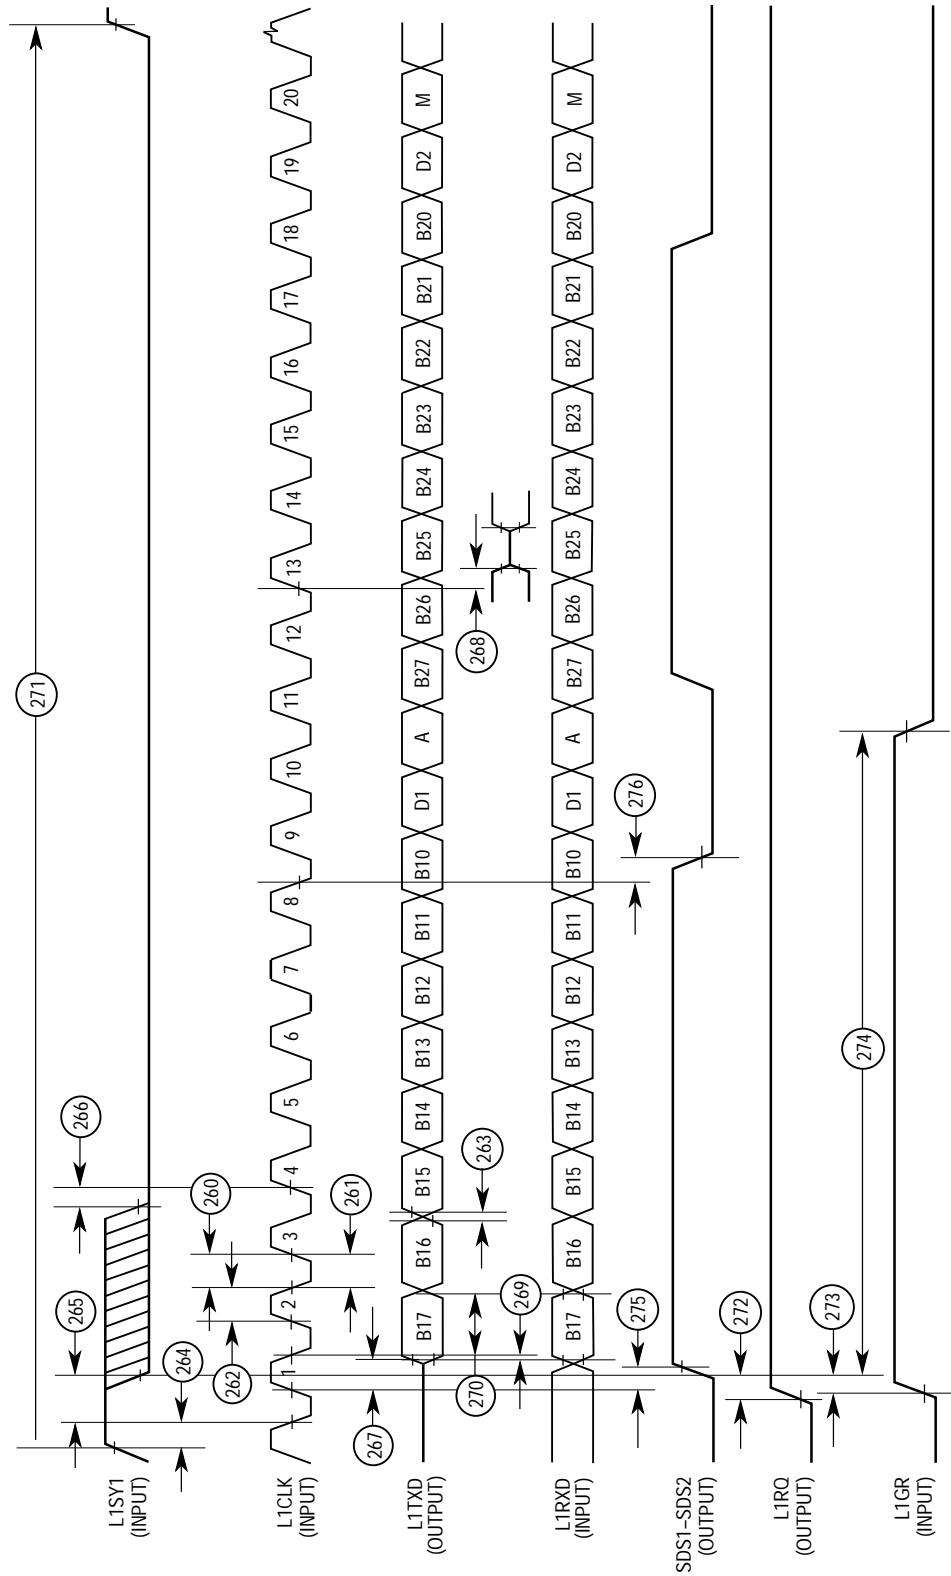 271
265
266
L1SY1
(INPUT)
264
260
262
L1CLK
(INPUT)
1 2 3 4 5 6 7 8 9 10 11 12 13 14 15 16 17 18 19 20
261
267
L1TXD
(OUTPUT)
B17 B16 B15 B14 B13 B12 B11 B10 D1 A B27 B26 B25 B24 B23 B22 B21 B20 D2 M
270
268
263
269
L1RXD
(INPUT)
B17 B16 B15 B14 B13 B12 B11 B10 D1 A B27 B26 B25 B24 B23 B22 B21 B20 D2 M
275
276
SDS1–SDS2
(OUTPUT)
272
L1RQ
(OUTPUT)
273
274
L1GR
(INPUT)